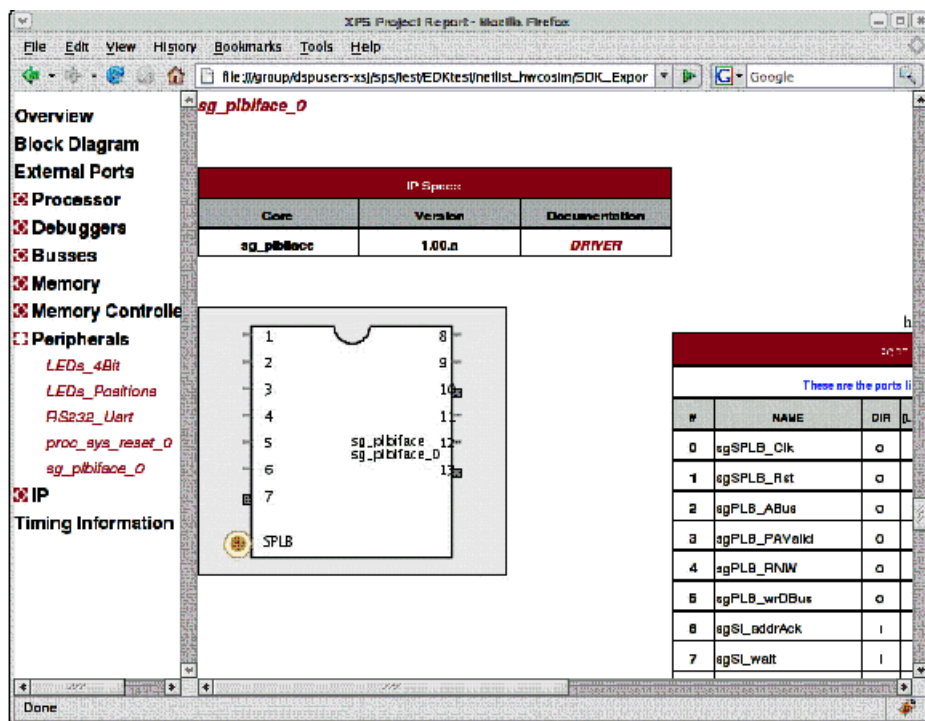 XPS Project Report - Mozilla Firefox
File Edit View History Bookmarks Tools Help
file:///group/dspusers-xsj/sps/test/EDKtest/netlist_hwcosim/SDK_Expor
G Google
Overview
Block Diagram
External Ports
Processor
Debuggers
Busses
Memory
Memory Controlle
Peripherals
LEDs_4Bit
LEDs_Positions
RS232_Uart
proc_sys_reset_0
sg_plbiface_0
IP
Timing Information
sg_plbiface_0
IP Specs
Core Version Documentation
sg_plbiface 1.00.a DRIVER
1 8
2 9
3 10
4 11
5 12
6 13
7
sg_plbiface
sg_plbiface_0
SPLB
h
These are the ports li
# NAME DIR [L
0 sgSPLB_Clk O
1 sgSPLB_Rst O
2 sgPLB_ABus O
3 sgPLB_PAValid O
4 sgPLB_RNW O
5 sgPLB_wrDBus O
6 sgSl_addrAck I
7 sgSl_wait I
Done